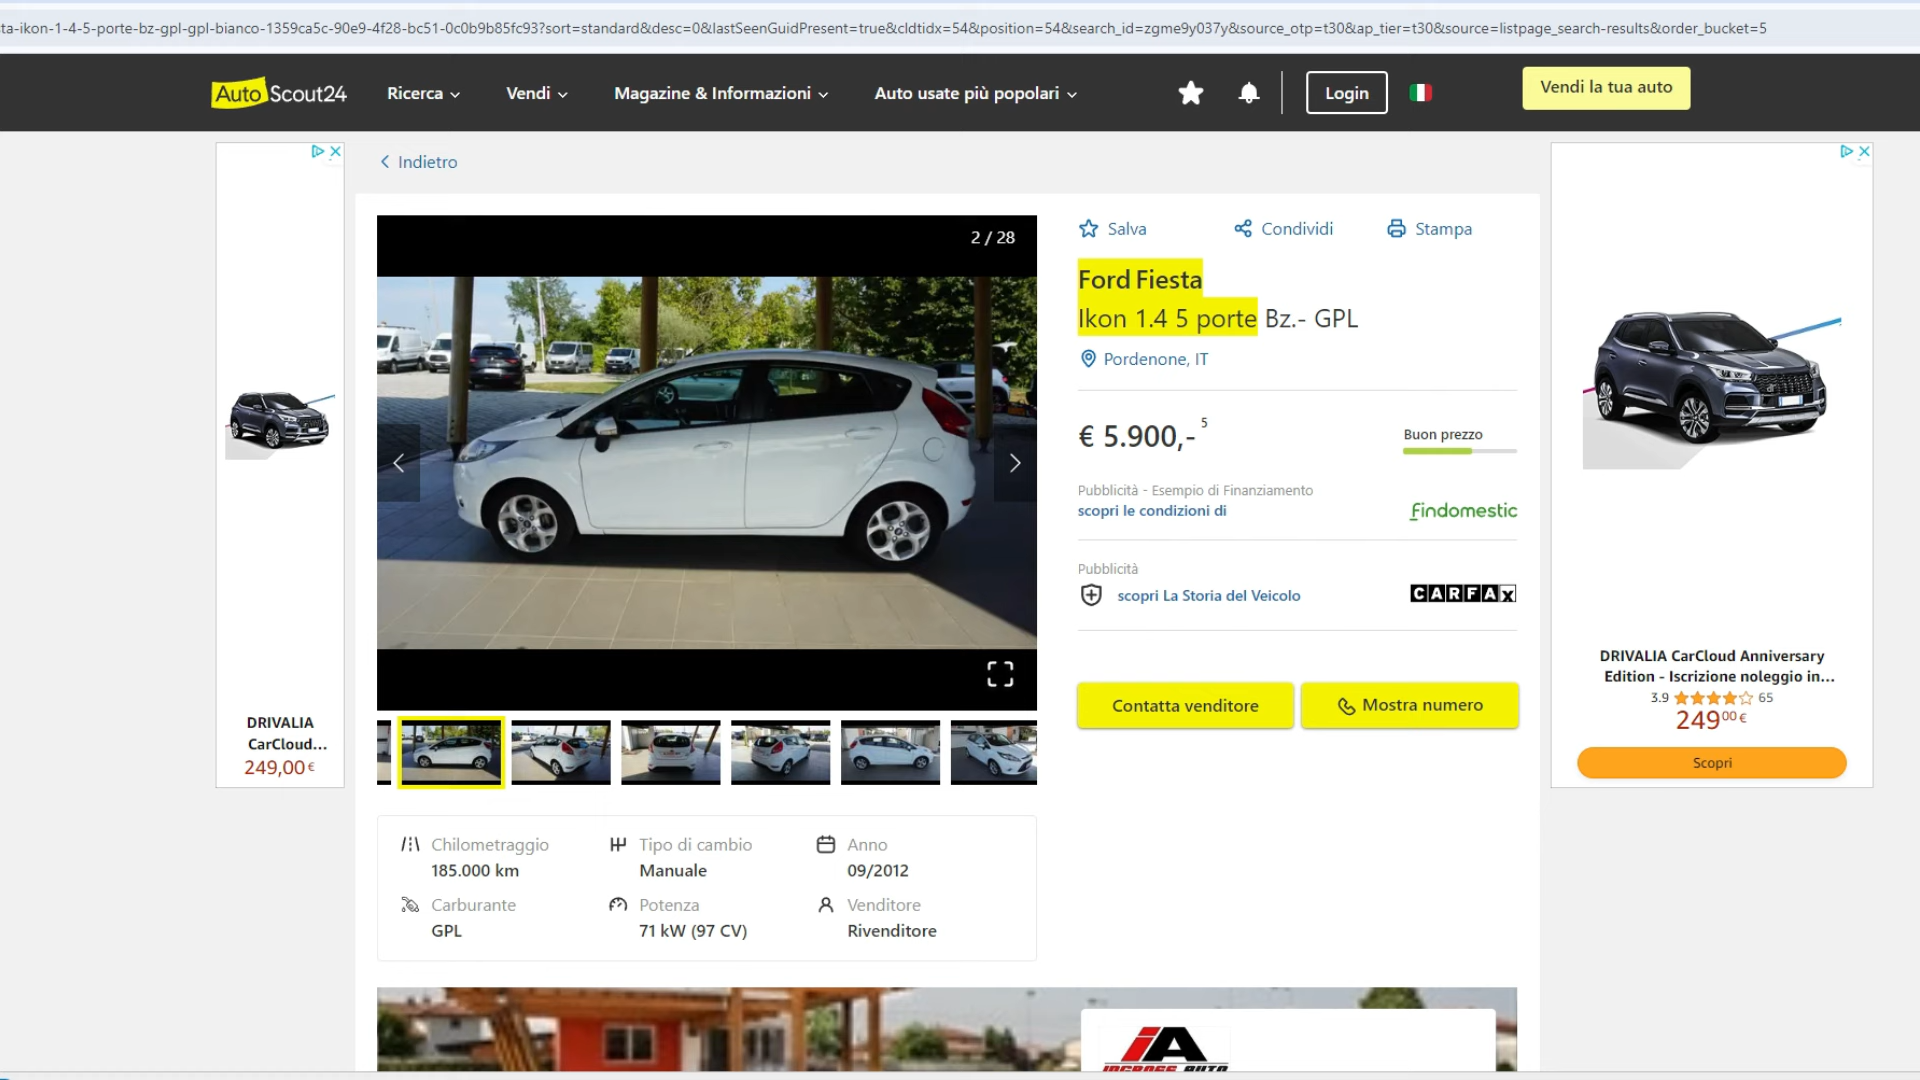 ta-ikon-1-4-5-porte-bz-gpl-gpl-bianco-1359ca5c-90e9-4f28-bc51-0c0b9b85fc93?sort=standard&desc=0&lastSeenGuidPresent=true&cldtidx=54&position=54&search_id=zgme9y037y&source_otp=t30&ap_tier=t30&source=listpage_search-results&order_bucket=5
AutoScout24
Ricerca
Vendi
Magazine & Informazioni
Auto usate più popolari
Login
Vendi la tua auto
Indietro
2 / 28
Salva
Condividi
Stampa
Ford Fiesta
Ikon 1.4 5 porte Bz.- GPL
Pordenone, IT
€ 5.900,- 5
Buon prezzo
Pubblicità - Esempio di Finanziamento
scopri le condizioni di
findomestic
Pubblicità
scopri La Storia del Veicolo
CARFAX
Contatta venditore
Mostra numero
Chilometraggio
185.000 km
Tipo di cambio
Manuale
Anno
09/2012
Carburante
GPL
Potenza
71 kW (97 CV)
Venditore
Rivenditore
DRIVALIA
CarCloud...
249,00 €
DRIVALIA CarCloud Anniversary
Edition - Iscrizione noleggio in...
3.9
65
249 00 €
Scopri
iA